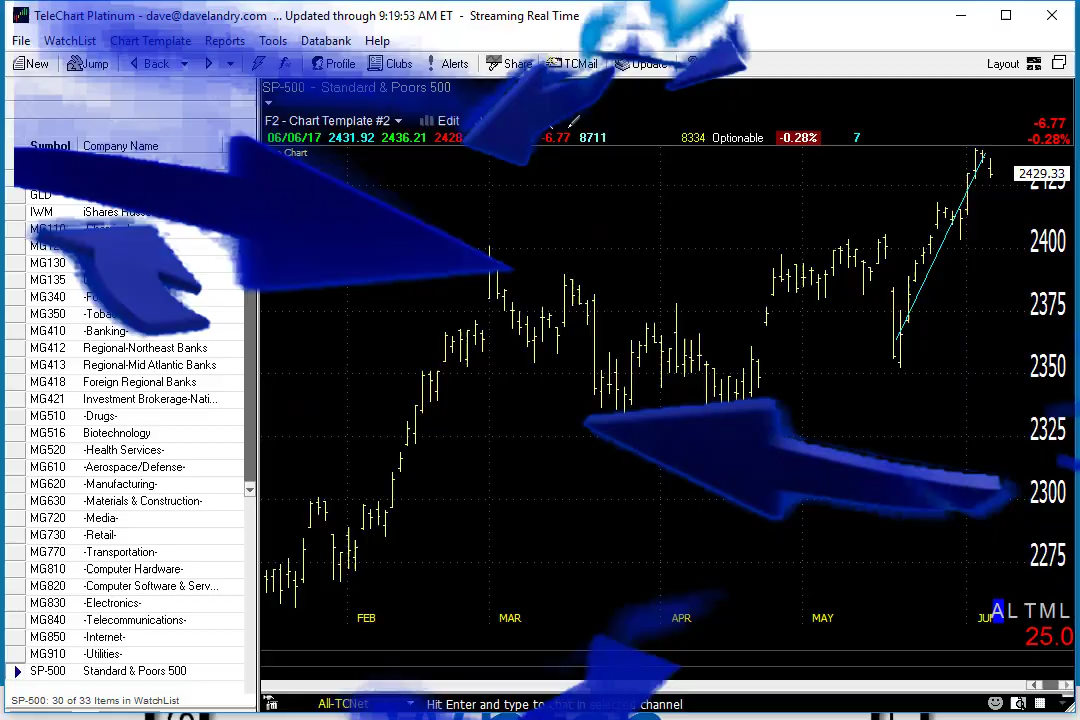 TeleChart Platinum - dave@davelandry.com ... Updated through 9:19:53 AM ET - Streaming Real Time
File WatchList Chart Template Reports Tools Databank Help
New Jump Back Profile Clubs Alerts Share TCMail Update Layout
SP-500 - Standard & Poors 500
F2 - Chart Template #2 Edit
06/06/17 2431.92 2436.21 2428 -6.77 8711 8334 Optionable -0.28% 7
-6.77
-0.28%
Symbol Company Name
Chart
2429.33
2425
2400
2375
2350
2325
2300
2275
GLD
IWM iShares
MG110
MG130
MG135
MG340
MG350
MG410 -Banking-
MG412 Regional-Northeast Banks
MG413 Regional-Mid Atlantic Banks
MG418 Foreign Regional Banks
MG421 Investment Brokerage-Nati...
MG510 -Drugs-
MG516 Biotechnology
MG520 -Health Services-
MG610 -Aerospace/Defense-
MG620 -Manufacturing-
MG630 -Materials & Construction-
MG720 -Media-
MG730 -Retail-
MG770 -Transportation-
MG810 -Computer Hardware-
MG820 -Computer Software & Serv...
MG830 -Electronics-
MG840 -Telecommunications-
MG850 -Internet-
MG910 -Utilities-
SP-500 Standard & Poors 500
FEB MAR APR MAY JUN
A L T M L
25.0
SP-500: 30 of 33 Items in WatchList
All-TCNet Hit Enter and type to chat in selected channel